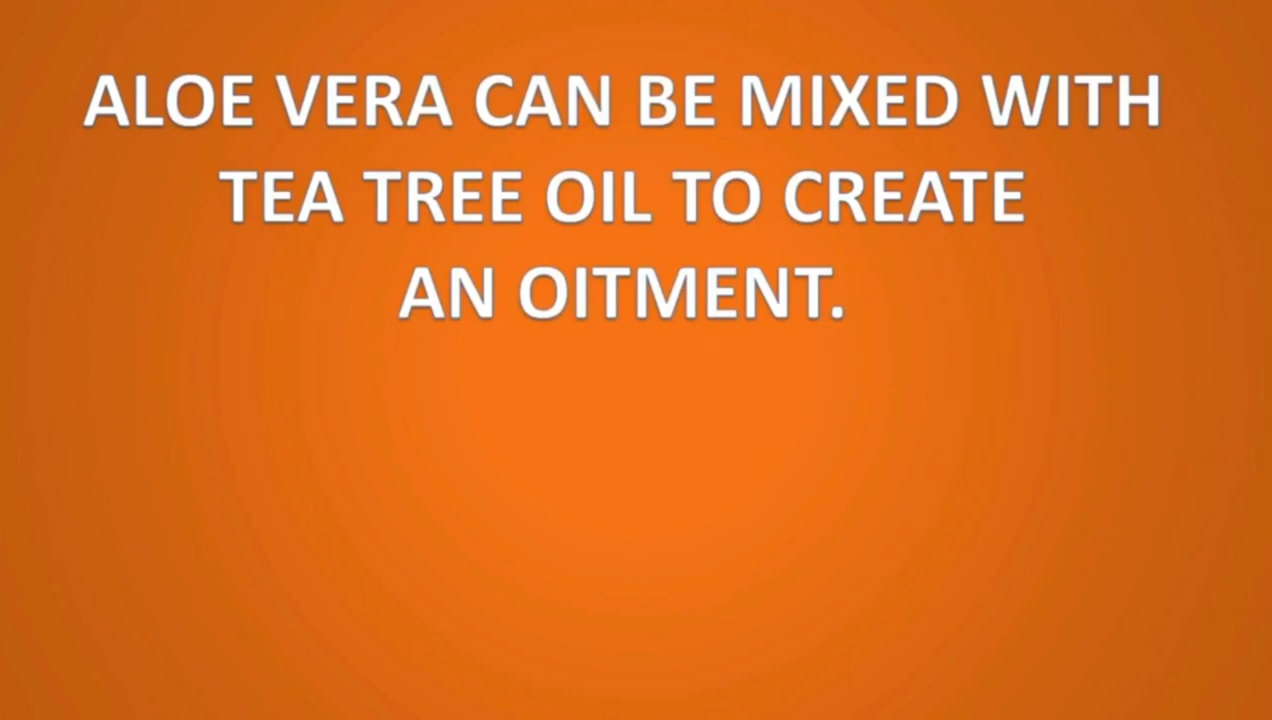 ALOE VERA CAN BE MIXED WITH
TEA TREE OIL TO CREATE
AN OITMENT.